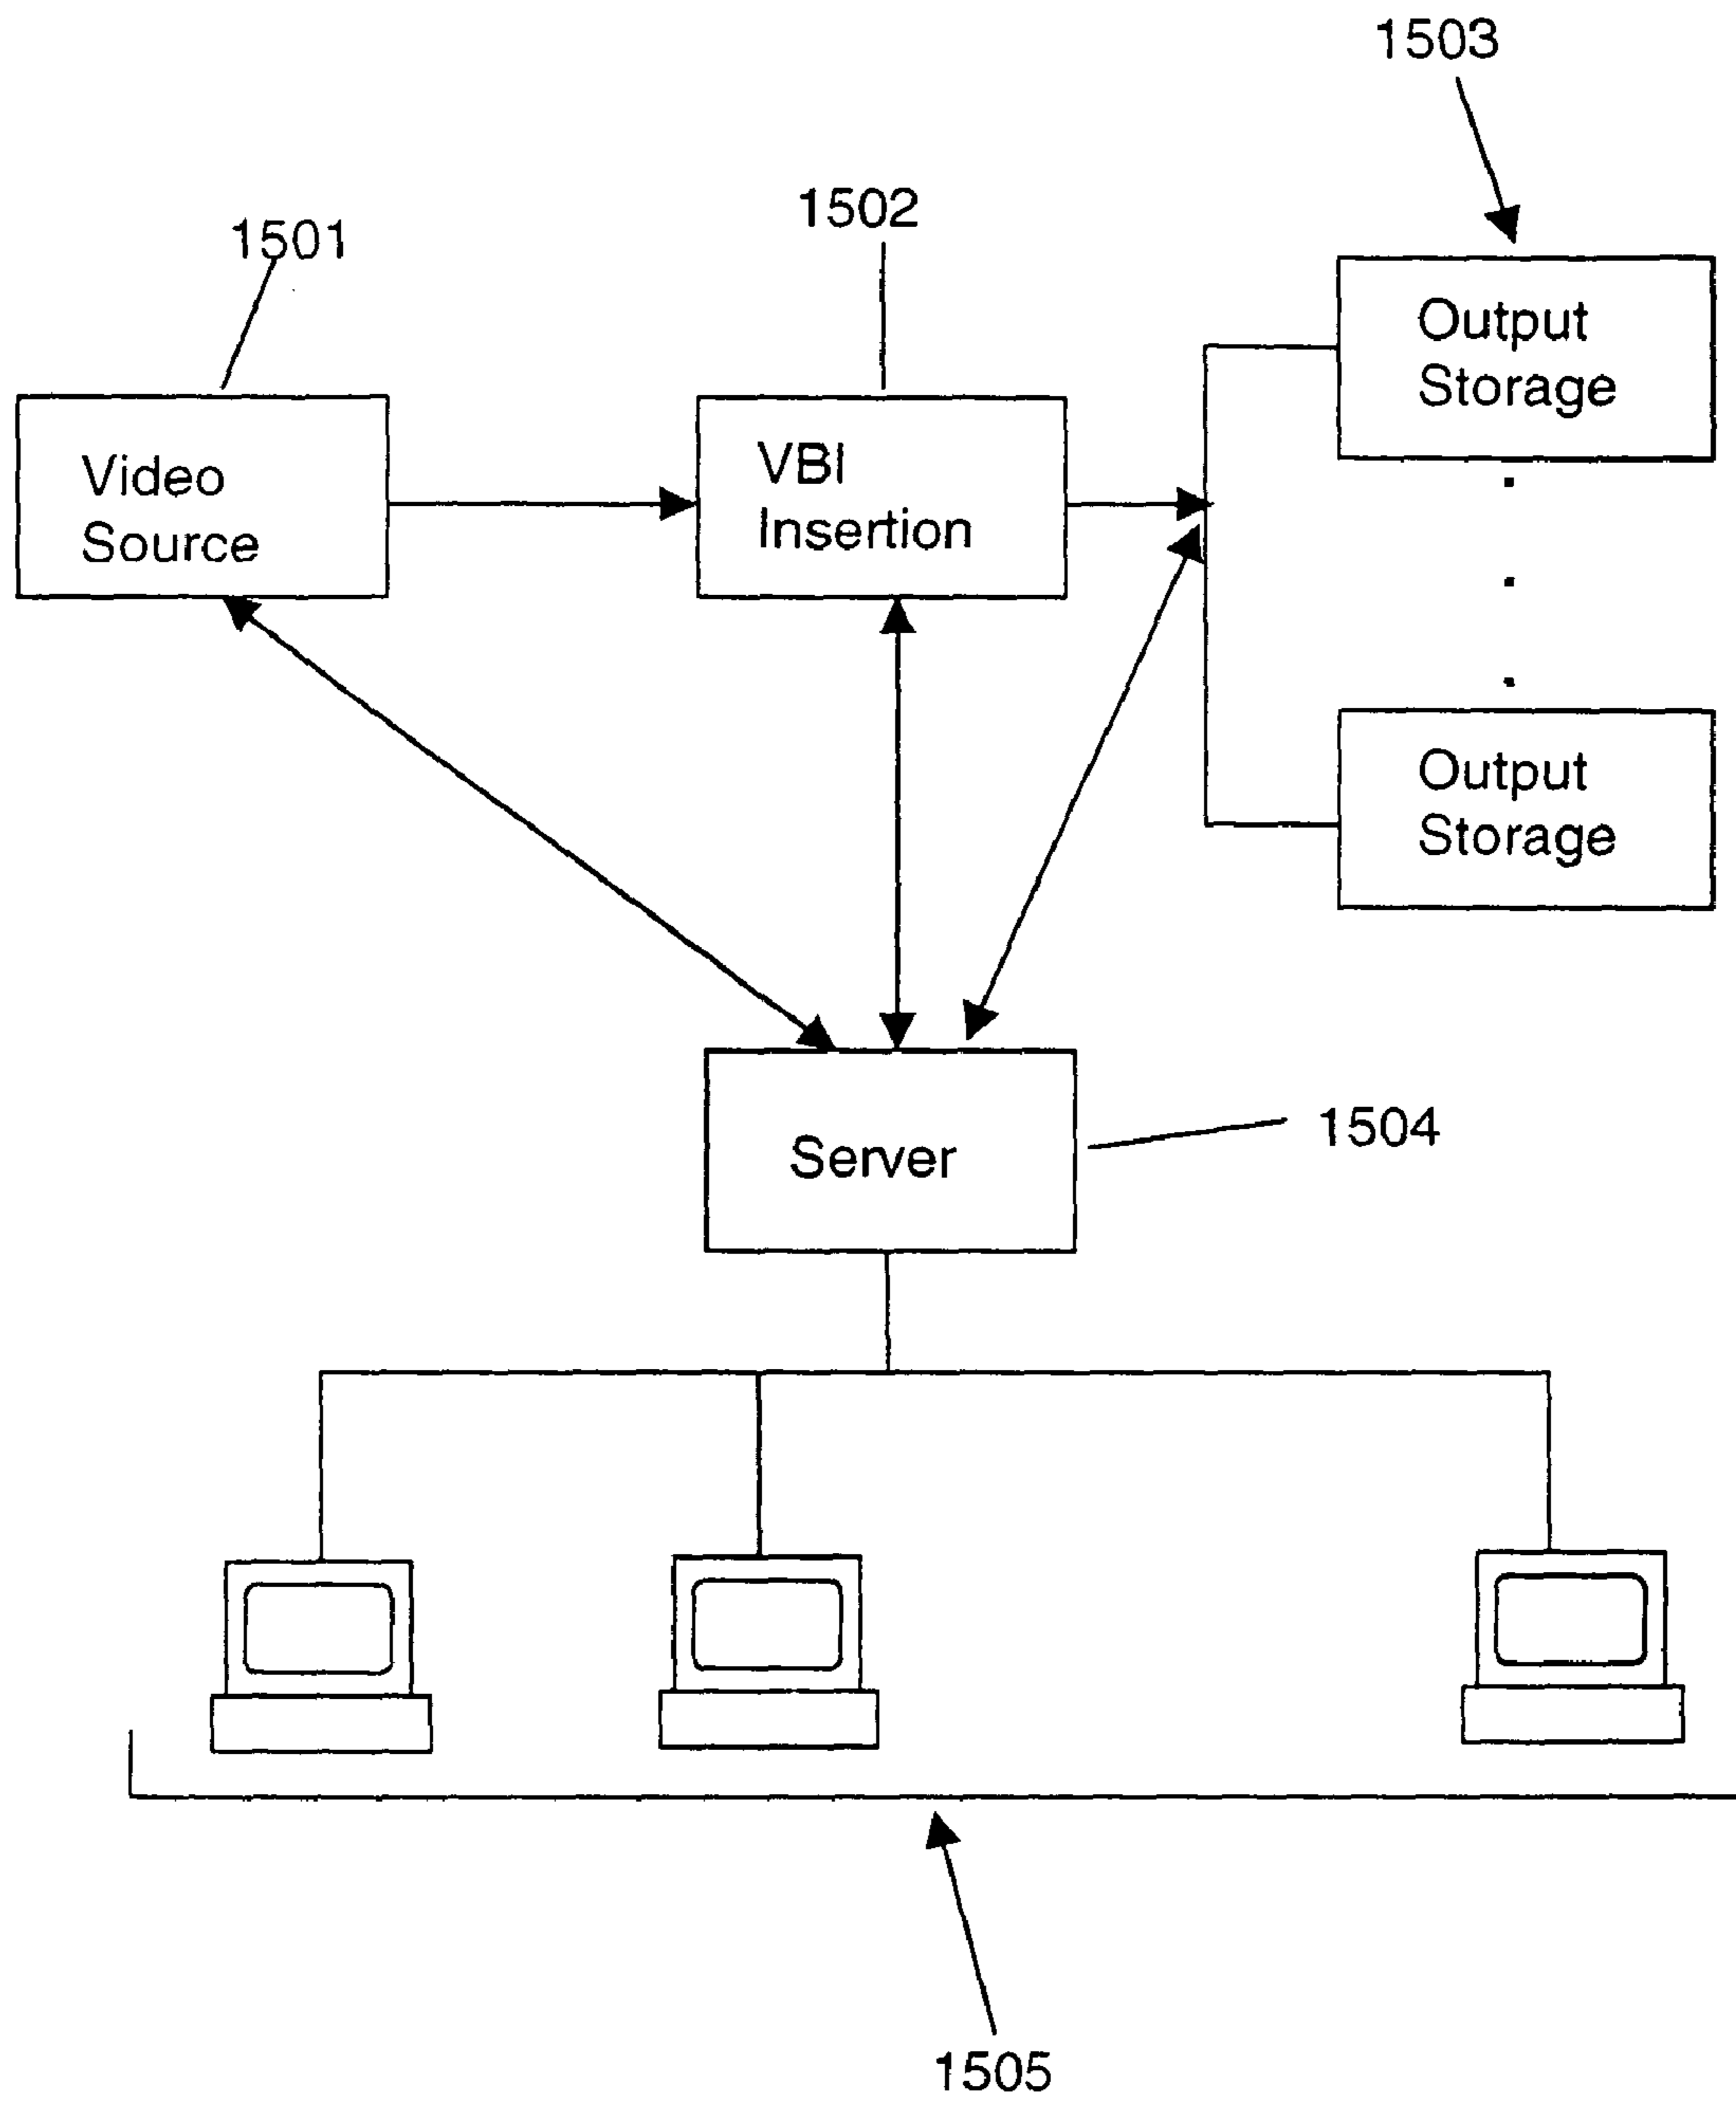 1503
1502
1501
Output
Storage
Video
Source
VBI
Insertion
Output
Storage
Server
1504
1505